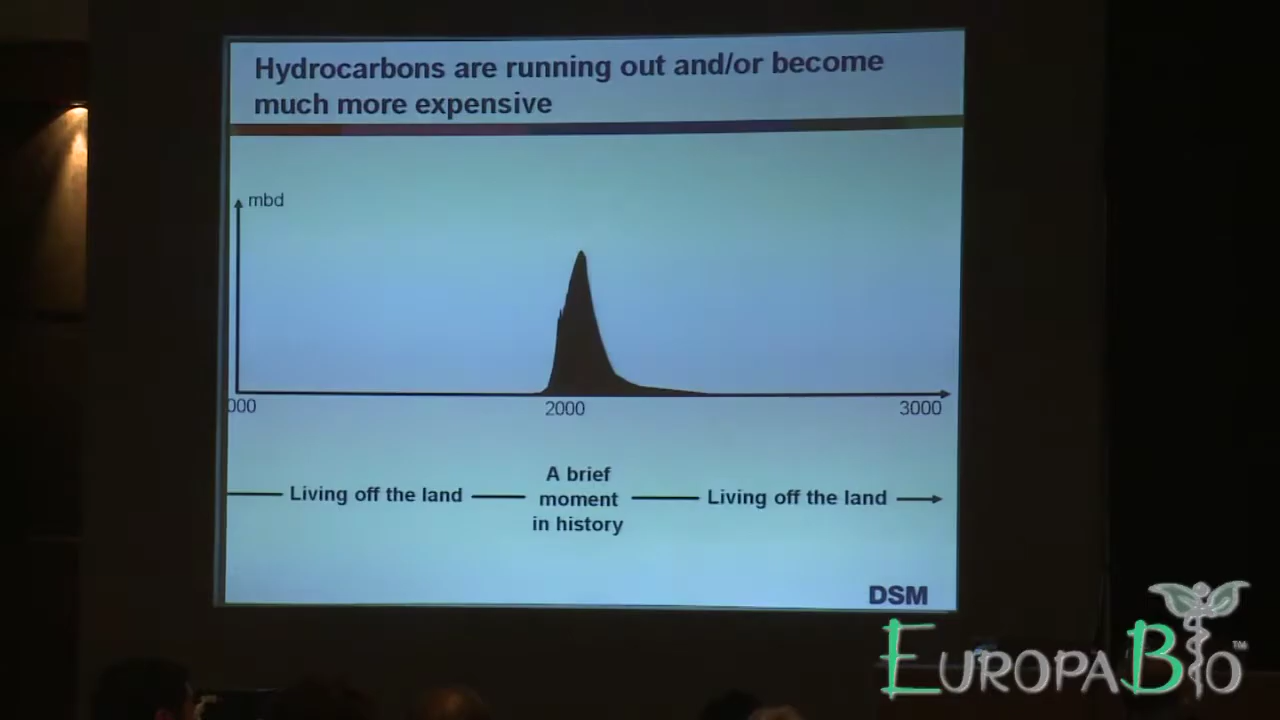 Hydrocarbons are running out and/or become
much more expensive
mbd
000
2000
3000
Living off the land
A brief
moment
in history
Living off the land
DSM
EUROPABIO™